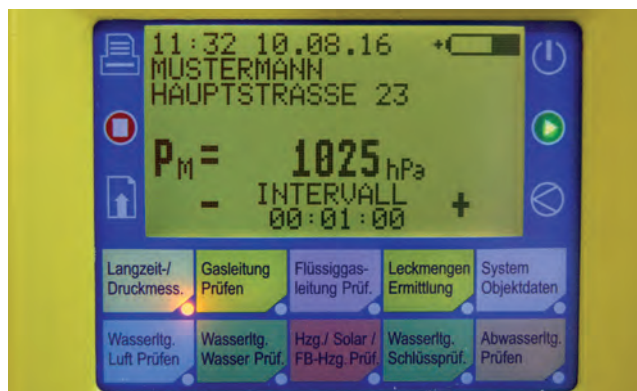 11:32 10.08.16
MUSTERMANN
HAUPTSTRASSE 23
PM= 1025 hPa
- INTERVALL +
00:01:00
Langzeit-/
Druckmess.
Gasleitung
Prüfen
Flüssiggas-
leitung Prüf.
Leckmengen
Ermittlung
System
Objektdaten
Wasserltg.
Luft Prüfen
Wasserltg.
Wasser Prüf.
Hzg./ Solar /
FB-Hzg. Prüf.
Wasserltg.
Schlüssprüf.
Abwasserltg.
Prüfen